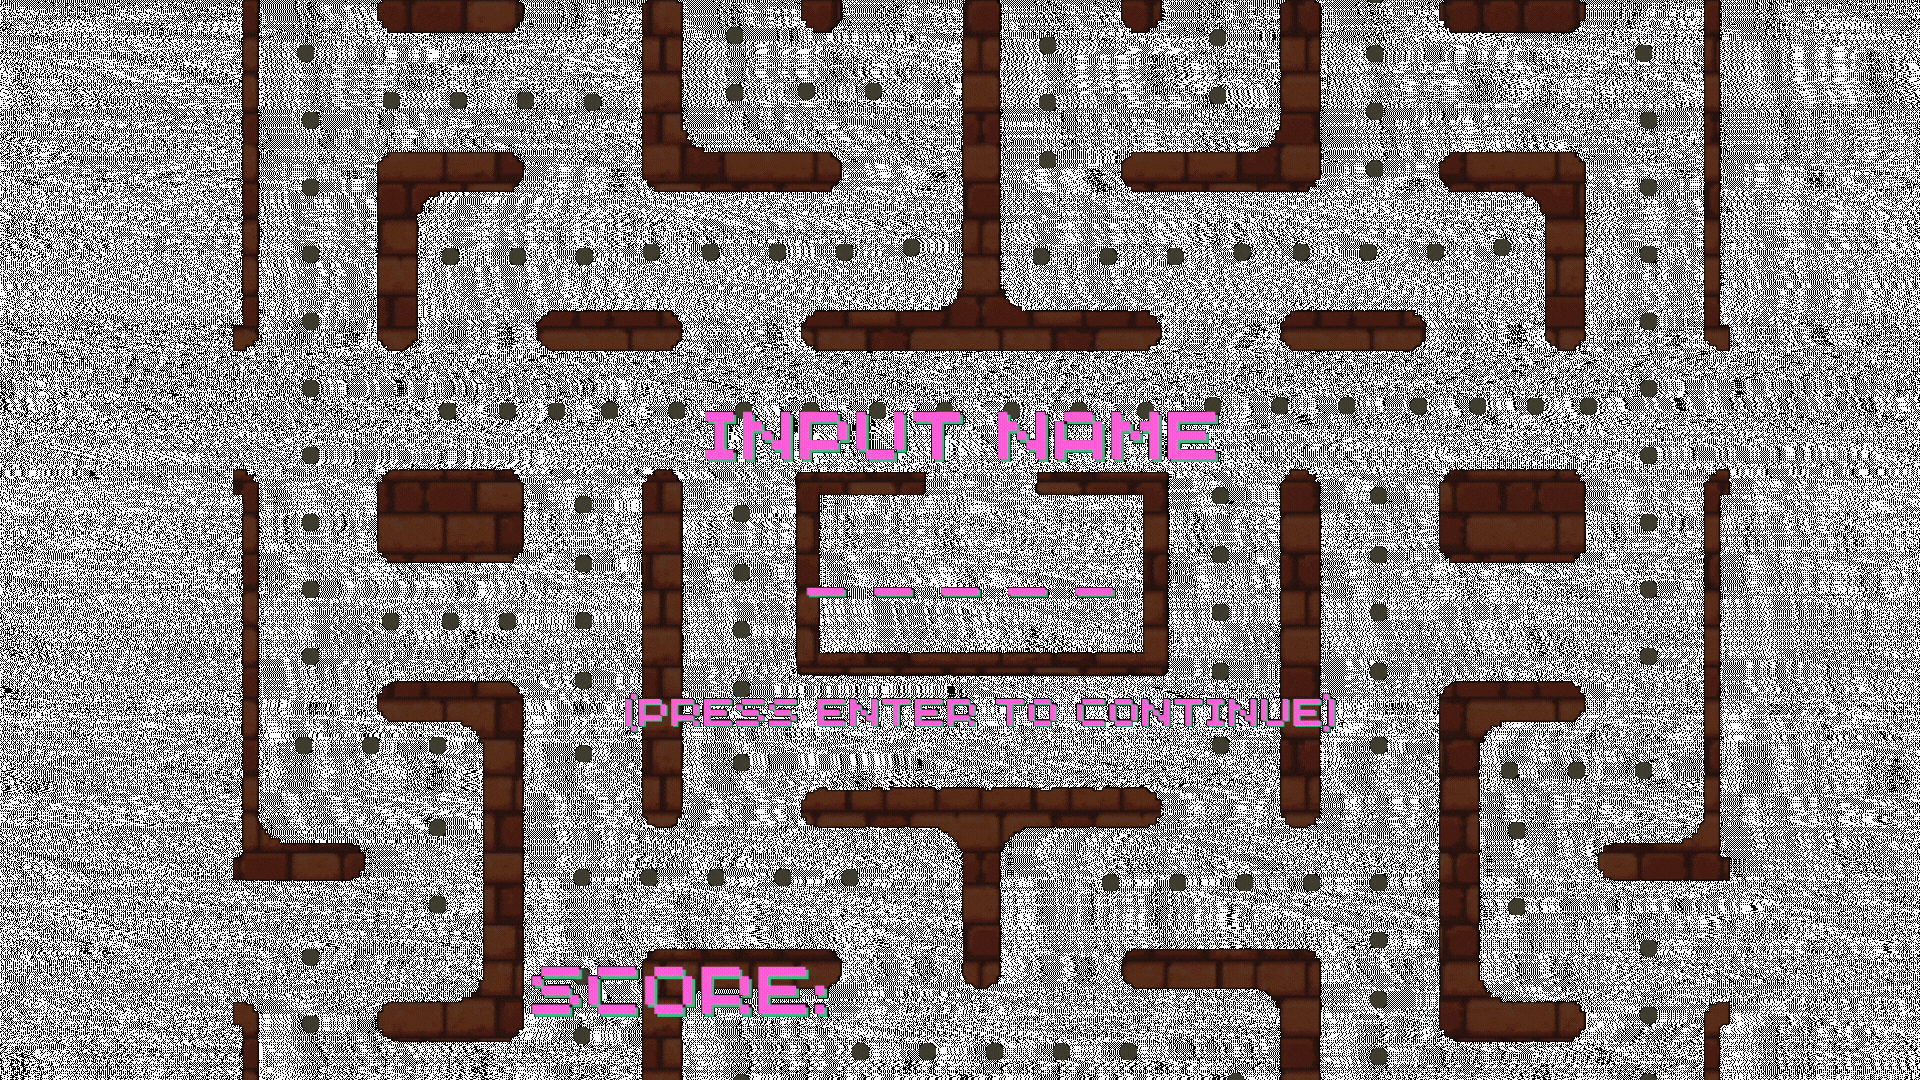 INPUT NAME
_ _ _ _ _
(PRESS ENTER TO CONTINUE)
SCORE: